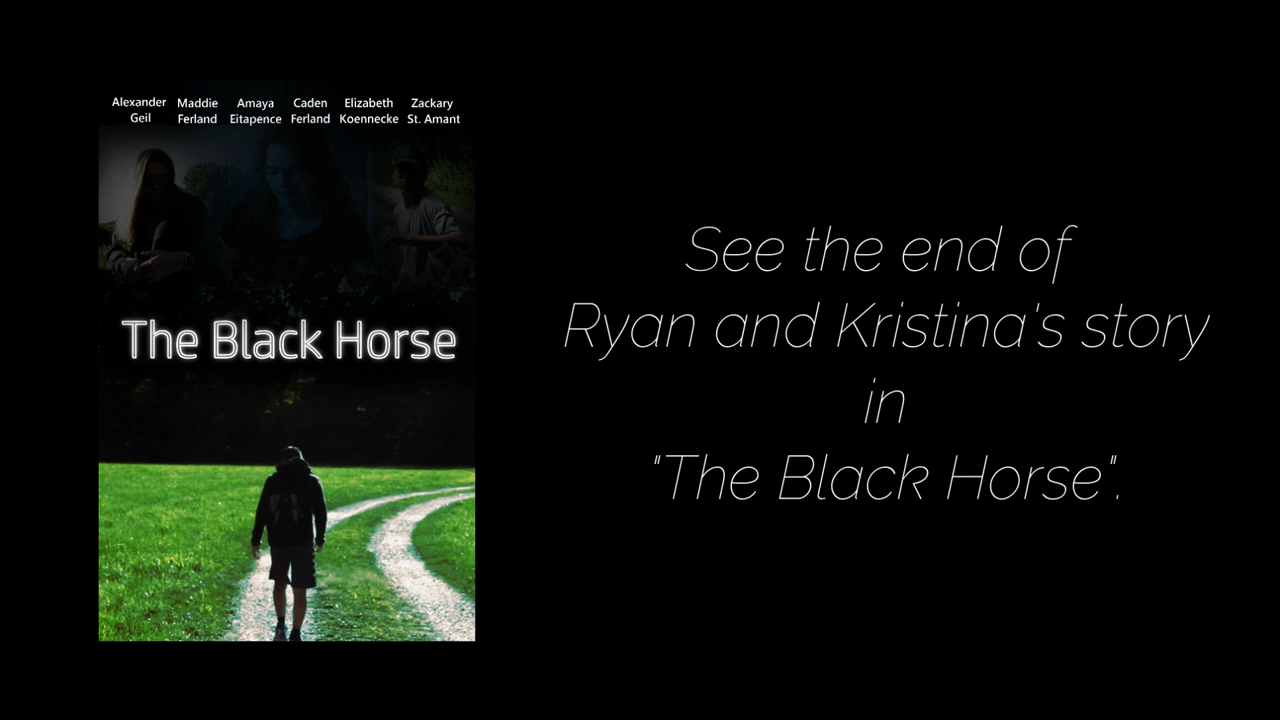 Alexander Maddie Amaya Caden Elizabeth Zackary
Geil Ferland Eitapence Ferland Koennecke St. Amant
The Black Horse
See the end of
Ryan and Kristina's story
in
"The Black Horse".